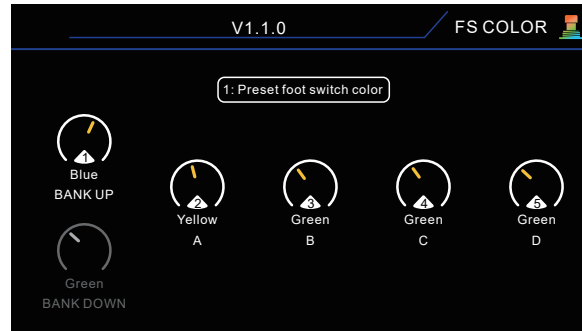 V1.1.0
FS COLOR
1: Preset foot switch color
1
Blue
BANK UP
2
Yellow
A
3
Green
B
4
Green
C
5
Green
D
Green
BANK DOWN